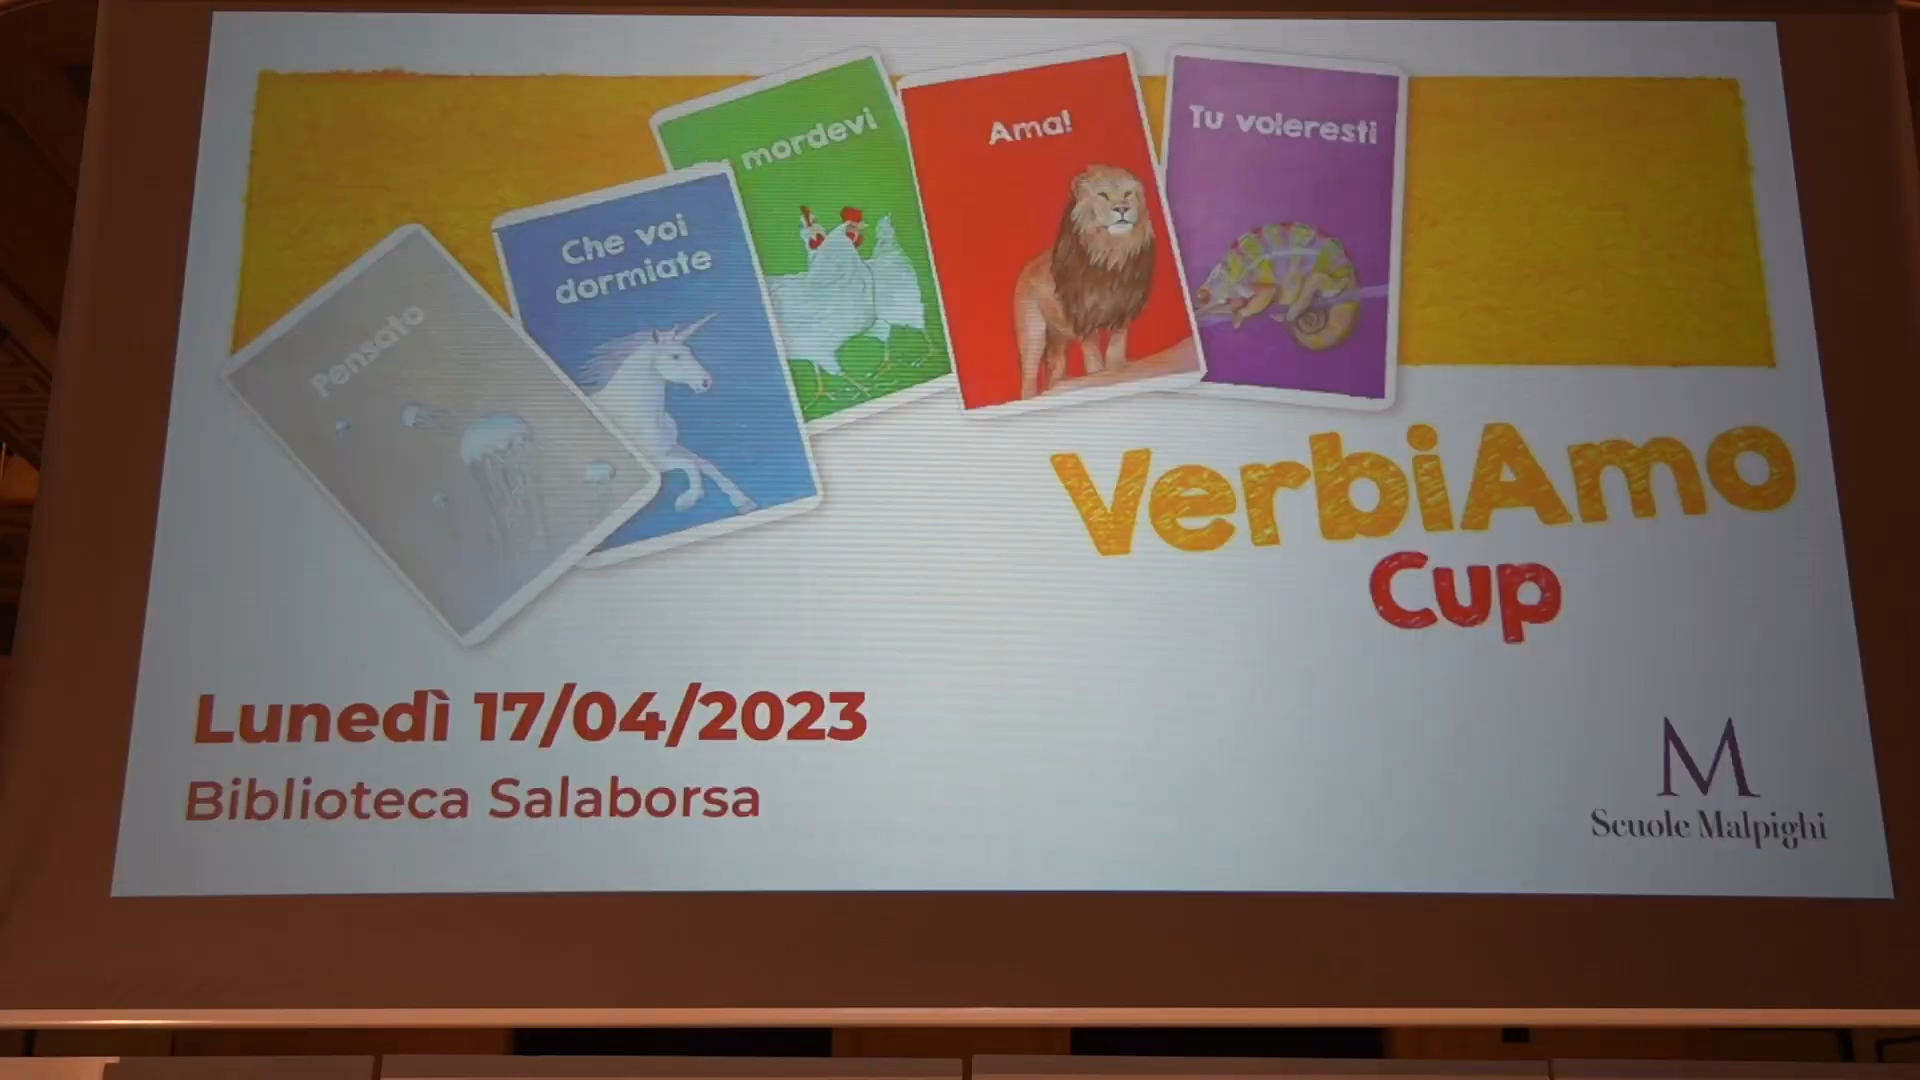 Pensato
Che voi
dormiate
mordevi
Ama!
Tu voleresti
VerbiAmo
Cup
Lunedì 17/04/2023
Biblioteca Salaborsa
M
Scuole Malpighi